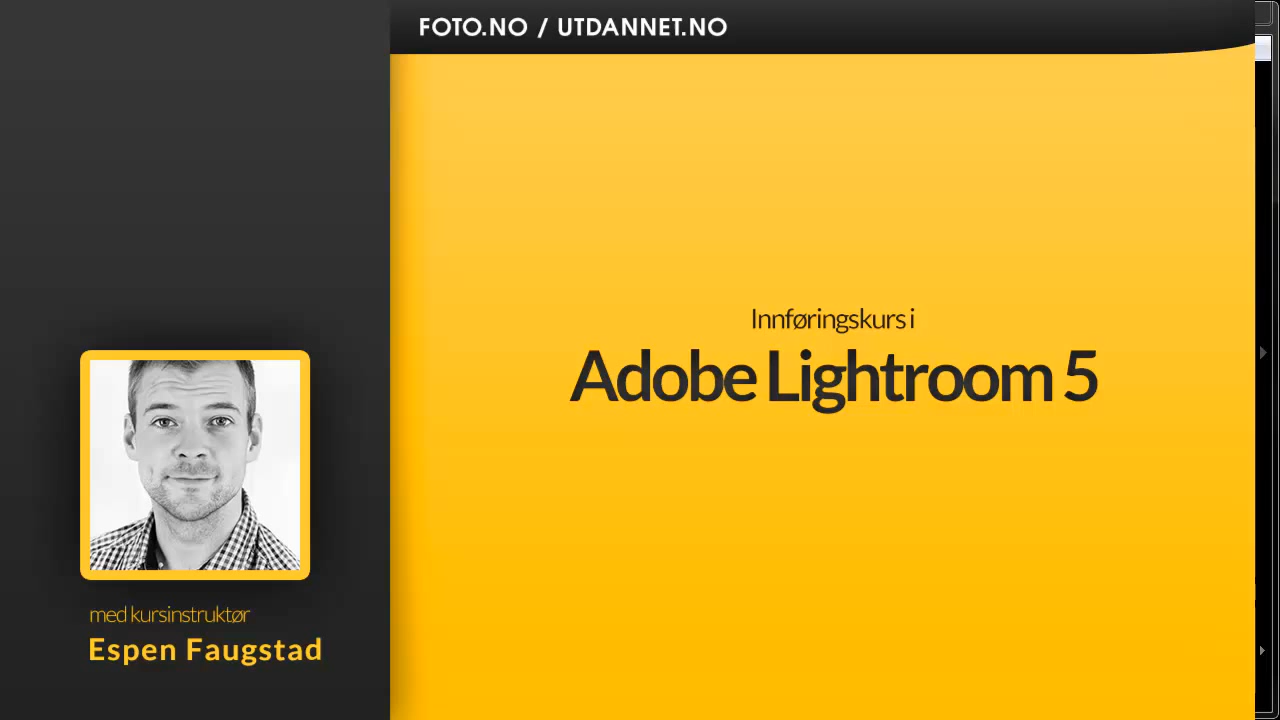 FOTO.NO / UTDANNET.NO
Innføringskurs i
Adobe Lightroom 5
med kursinstruktør
Espen Faugstad